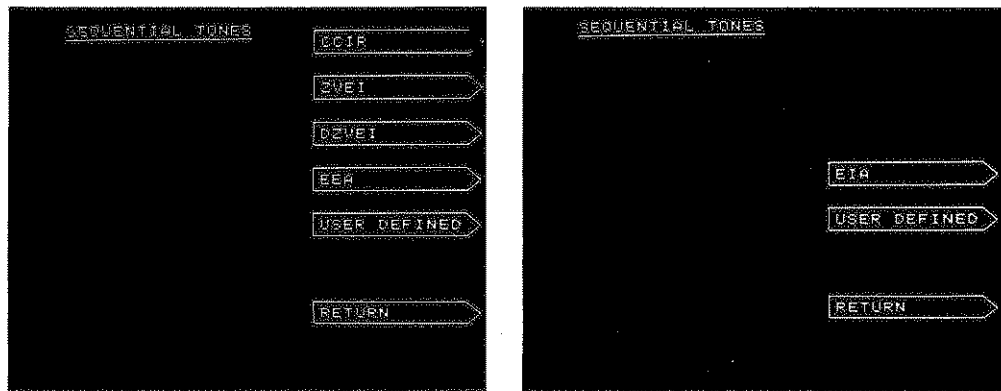 SEQUENTIAL TONES
CCIR
ZVEI
DZVEI
EEA
USER DEFINED
RETURN
SEQUENTIAL TONES
EIA
USER DEFINED
RETURN